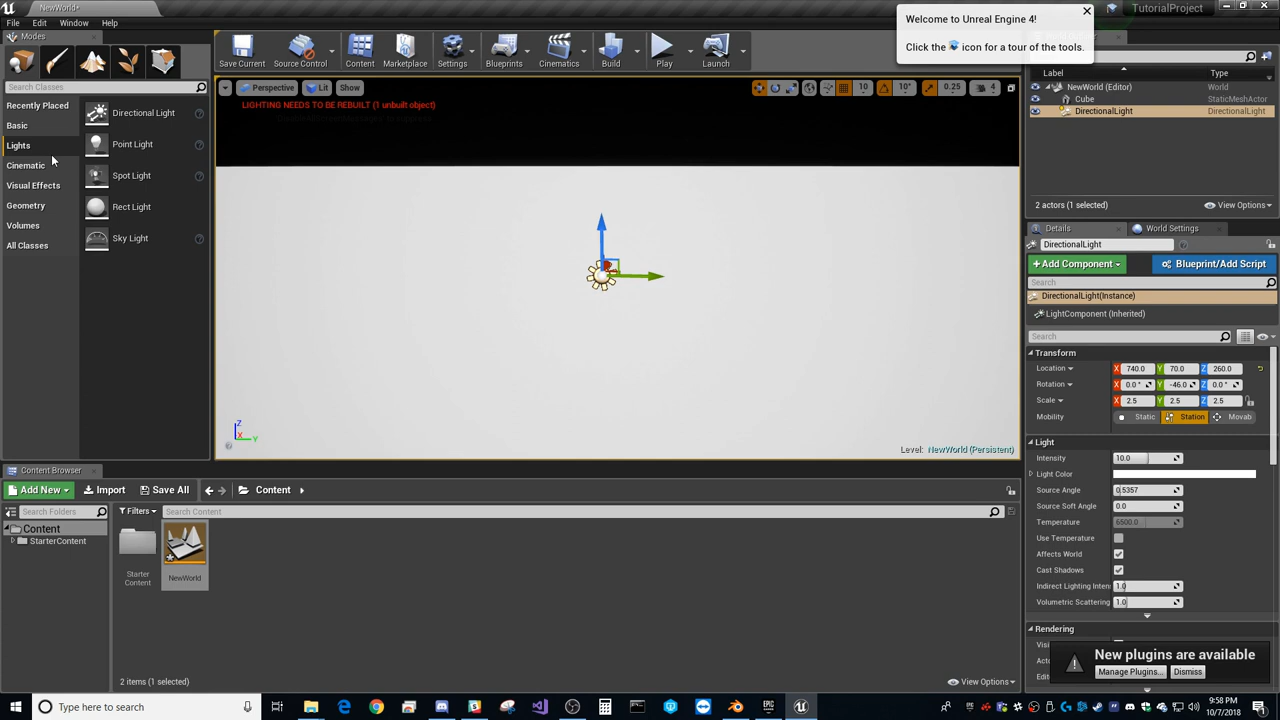 NewWorld*
TutorialProject
File Edit Window Help
Welcome to Unreal Engine 4!
Click the icon for a tour of the tools.
Modes
Search Classes
Recently Placed
Basic
Lights
Cinematic
Visual Effects
Geometry
Volumes
All Classes
Directional Light
Point Light
Spot Light
Rect Light
Sky Light
Save Current Source Control Content Marketplace Settings Blueprints Cinematics Build Play Launch
Perspective Lit Show 10 10° 0.25 4
LIGHTING NEEDS TO BE REBUILT (1 unbuilt object)
Z
X
Y
Level: NewWorld (Persistent)
Label Type
NewWorld (Editor) World
Cube StaticMeshActor
DirectionalLight DirectionalLight
2 actors (1 selected) View Options
Details World Settings
DirectionalLight
+Add Component Blueprint/Add Script
Search
DirectionalLight(Instance)
LightComponent (Inherited)
Search
Transform
Location X 740.0 Y 70.0 Z 260.0
Rotation X 0.0 ° Y -46.0 Z 0.0 °
Scale X 2.5 Y 2.5 Z 2.5
Mobility Static Station Movab
Light
Intensity 10.0
Light Color
Source Angle 0.5357
Source Soft Angle 0.0
Temperature 6500.0
Use Temperature
Affects World
Cast Shadows
Indirect Lighting Inten 1.0
Volumetric Scattering 1.0
Rendering
Visi
Acto
Edit
New plugins are available
Manage Plugins... Dismiss
Content Browser
Add New Import Save All Content
Search Folders Filters Search Content
Content
StarterContent
Starter
Content
NewWorld
2 items (1 selected) View Options
Type here to search
9:58 PM
10/7/2018